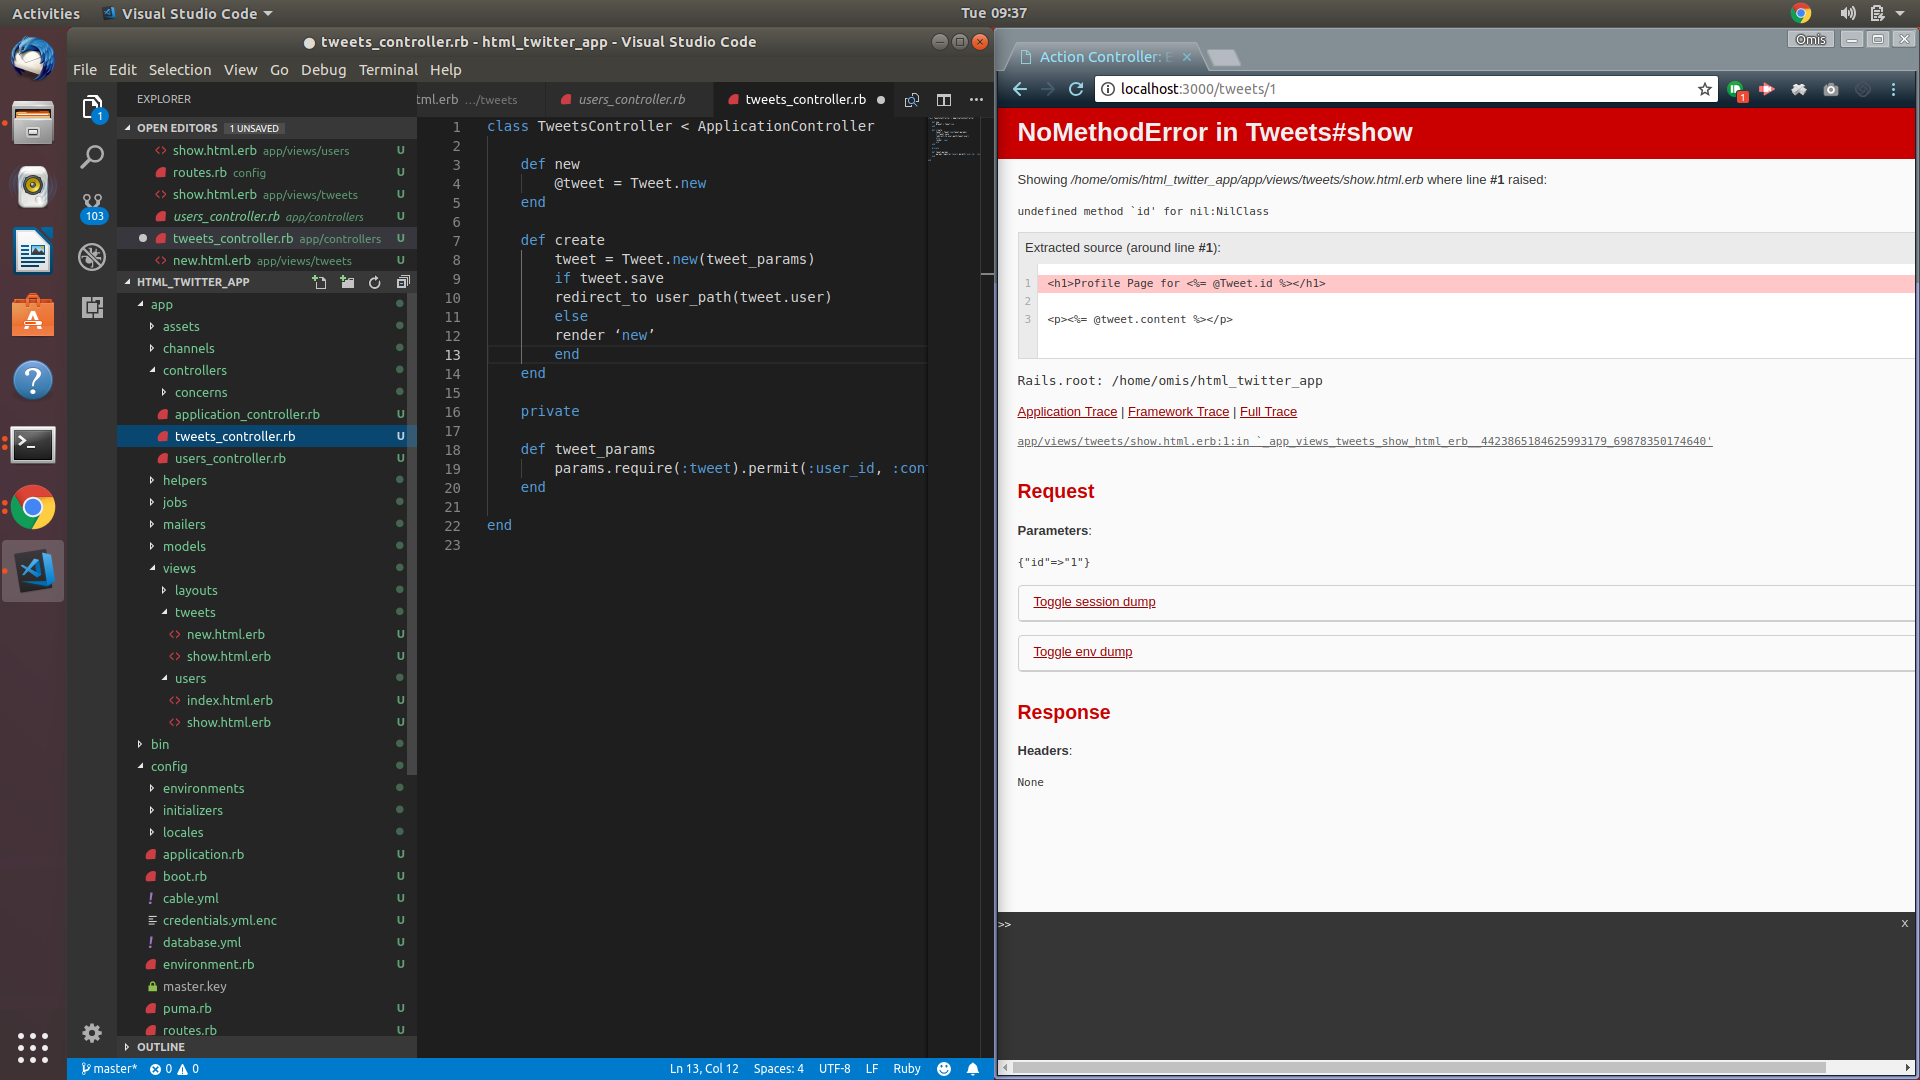 Activities
Visual Studio Code
Tue 09:37
tweets_controller.rb - html_twitter_app - Visual Studio Code
File Edit Selection View Go Debug Terminal Help
EXPLORER
OPEN EDITORS 1 UNSAVED
show.html.erb app/views/users U
routes.rb config U
show.html.erb app/views/tweets U
users_controller.rb app/controllers U
tweets_controller.rb app/controllers U
new.html.erb app/views/tweets U
HTML_TWITTER_APP
app
assets
channels
controllers
concerns
application_controller.rb U
tweets_controller.rb U
users_controller.rb U
helpers
jobs
mailers
models
views
layouts
tweets
new.html.erb U
show.html.erb U
users
index.html.erb U
show.html.erb U
bin
config
environments
initializers
locales
application.rb U
boot.rb U
cable.yml U
credentials.yml.enc U
database.yml U
environment.rb U
master.key
puma.rb U
routes.rb U
OUTLINE
1
103
tml.erb …/tweets
users_controller.rb
tweets_controller.rb
1 class TweetsController < ApplicationController
2
3 def new
4 @tweet = Tweet.new
5 end
6
7 def create
8 tweet = Tweet.new(tweet_params)
9 if tweet.save
10 redirect_to user_path(tweet.user)
11 else
12 render ‘new’
13 end
14 end
15
16 private
17
18 def tweet_params
19 params.require(:tweet).permit(:user_id, :con
20 end
21
22 end
23
master* 0 0
Ln 13, Col 12 Spaces: 4 UTF-8 LF Ruby
Omis
Action Controller: E
localhost:3000/tweets/1
1
NoMethodError in Tweets#show
Showing /home/omis/html_twitter_app/app/views/tweets/show.html.erb where line #1 raised:
undefined method `id' for nil:NilClass
Extracted source (around line #1):
1 <h1>Profile Page for <%= @Tweet.id %></h1>
2
3 <p><%= @tweet.content %></p>
Rails.root: /home/omis/html_twitter_app
Application Trace | Framework Trace | Full Trace
app/views/tweets/show.html.erb:1:in `_app_views_tweets_show_html_erb__4423865184625993179_69878350174640'
Request
Parameters:
{"id"=>"1"}
Toggle session dump
Toggle env dump
Response
Headers:
None
>>
x